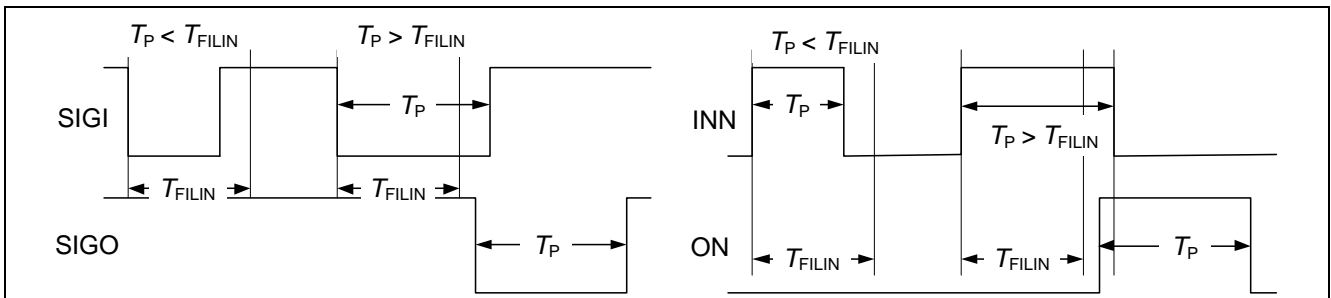 TP < TFILIN
TP > TFILIN
SIGI
TP
TFILIN
TFILIN
SIGO
TP
TP < TFILIN
INN
TP
TP > TFILIN
ON
TFILIN
TFILIN
TP